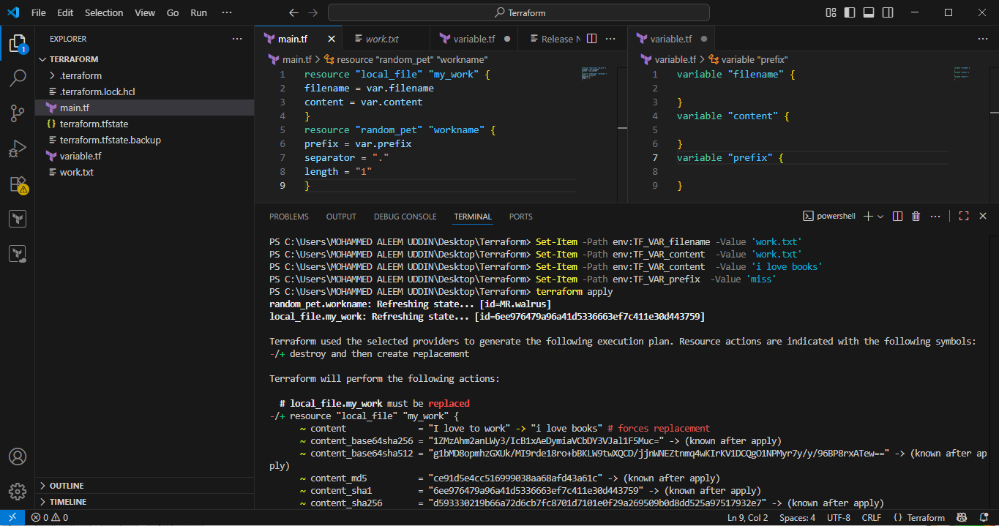 File Edit Selection View Go Run ··· Terraform
EXPLORER ···
TERRAFORM
.terraform
.terraform.lock.hcl
main.tf
{} terraform.tfstate
terraform.tfstate.backup
variable.tf
work.txt
OUTLINE
TIMELINE
1
main.tf work.txt variable.tf Release N ···
main.tf > resource "random_pet" "workname"
1 resource "local_file" "my_work" {
2 filename = var.filename
3 content = var.content
4 }
5 resource "random_pet" "workname" {
6 prefix = var.prefix
7 separator = "."
8 length = "1"
9 }
variable.tf ···
variable.tf > variable "prefix"
1 variable "filename" {
2
3 }
4 variable "content" {
5
6 }
7 variable "prefix" {
8
9 }
PROBLEMS OUTPUT DEBUG CONSOLE TERMINAL PORTS powershell ···
PS C:\Users\MOHAMMED ALEEM UDDIN\Desktop\Terraform> Set-Item -Path env:TF_VAR_filename -Value 'work.txt'
PS C:\Users\MOHAMMED ALEEM UDDIN\Desktop\Terraform> Set-Item -Path env:TF_VAR_content -Value 'work.txt'
PS C:\Users\MOHAMMED ALEEM UDDIN\Desktop\Terraform> Set-Item -Path env:TF_VAR_content -Value 'i love books'
PS C:\Users\MOHAMMED ALEEM UDDIN\Desktop\Terraform> Set-Item -Path env:TF_VAR_prefix -Value 'miss'
PS C:\Users\MOHAMMED ALEEM UDDIN\Desktop\Terraform> terraform apply
random_pet.workname: Refreshing state... [id=MR.walrus]
local_file.my_work: Refreshing state... [id=6ee976479a96a41d5336663ef7c411e30d443759]
Terraform used the selected providers to generate the following execution plan. Resource actions are indicated with the following symbols:
-/+ destroy and then create replacement
Terraform will perform the following actions:
# local_file.my_work must be replaced
-/+ resource "local_file" "my_work" {
~ content = "I love to work" -> "i love books" # forces replacement
~ content_base64sha256 = "1ZMzAhm2anLWy3/IcB1xAeDymiaVCbDY3VJal1F5Muc=" -> (known after apply)
~ content_base64sha512 = "g1bMD8opmhzGXUk/MI9rde18ro+bBKLW9twXQCD/jjnWNEZtnmq4wKIrKV1DCQgO1NPMyr7y/y/96BP8rxATew==" -> (known after ap
ply)
~ content_md5 = "ce91d5e4cc516999038aa68afd43a61c" -> (known after apply)
~ content_sha1 = "6ee976479a96a41d5336663ef7c411e30d443759" -> (known after apply)
~ content_sha256 = "d593330219b66a72d6cb7fc8701d7101e0f29a269509b0d8dd525a97517932e7" -> (known after apply)
0 0 Ln 9, Col 2 Spaces: 4 UTF-8 CRLF {} Terraform